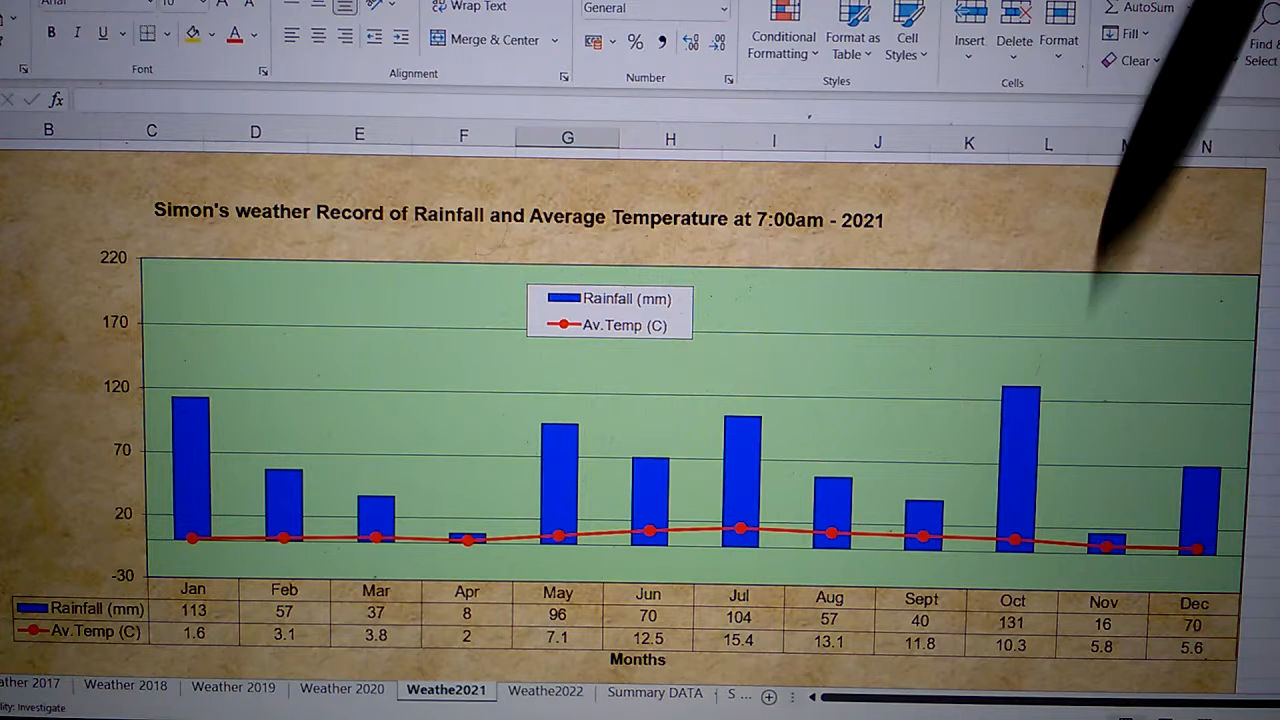 Wrap Text
General
AutoSum
B I U
Merge & Center
%
Conditional Formatting
Format as Table
Cell Styles
Insert
Delete
Format
Fill
Clear
Find &
Select
Font
Alignment
Number
Styles
Cells
fx
B C D E F G H I J K L N
Simon's weather Record of Rainfall and Average Temperature at 7:00am - 2021
220
Rainfall (mm)
Av.Temp (C)
170
120
70
20
-30
Jan Feb Mar Apr May Jun Jul Aug Sept Oct Nov Dec
Rainfall (mm) 113 57 37 8 96 70 104 57 40 131 16 70
Av.Temp (C) 1.6 3.1 3.8 2 7.1 12.5 15.4 13.1 11.8 10.3 5.8 5.6
Months
ather 2017 Weather 2018 Weather 2019 Weather 2020 Weathe2021 Weathe2022 Summary DATA S ...
lity: Investigate